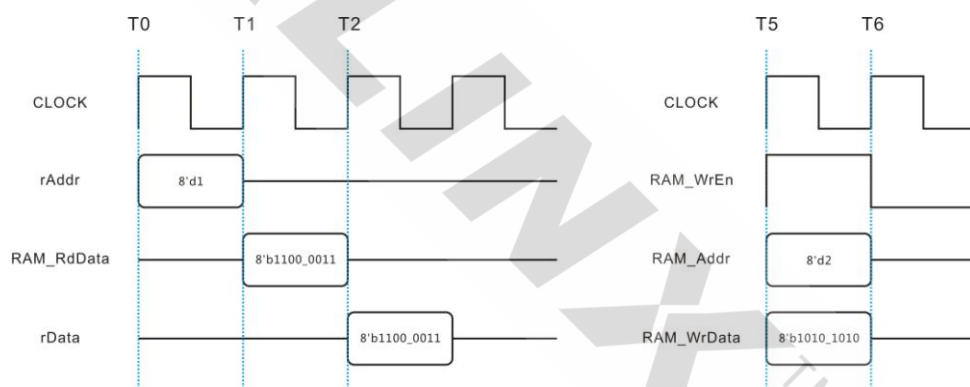 T0 T1 T2 T5 T6
CLOCK CLOCK
rAddr 8'd1 RAM_WrEn
RAM_RdData 8'b1100_0011 RAM_Addr 8'd2
rData 8'b1100_0011 RAM_WrData 8'b1010_1010
ALINX